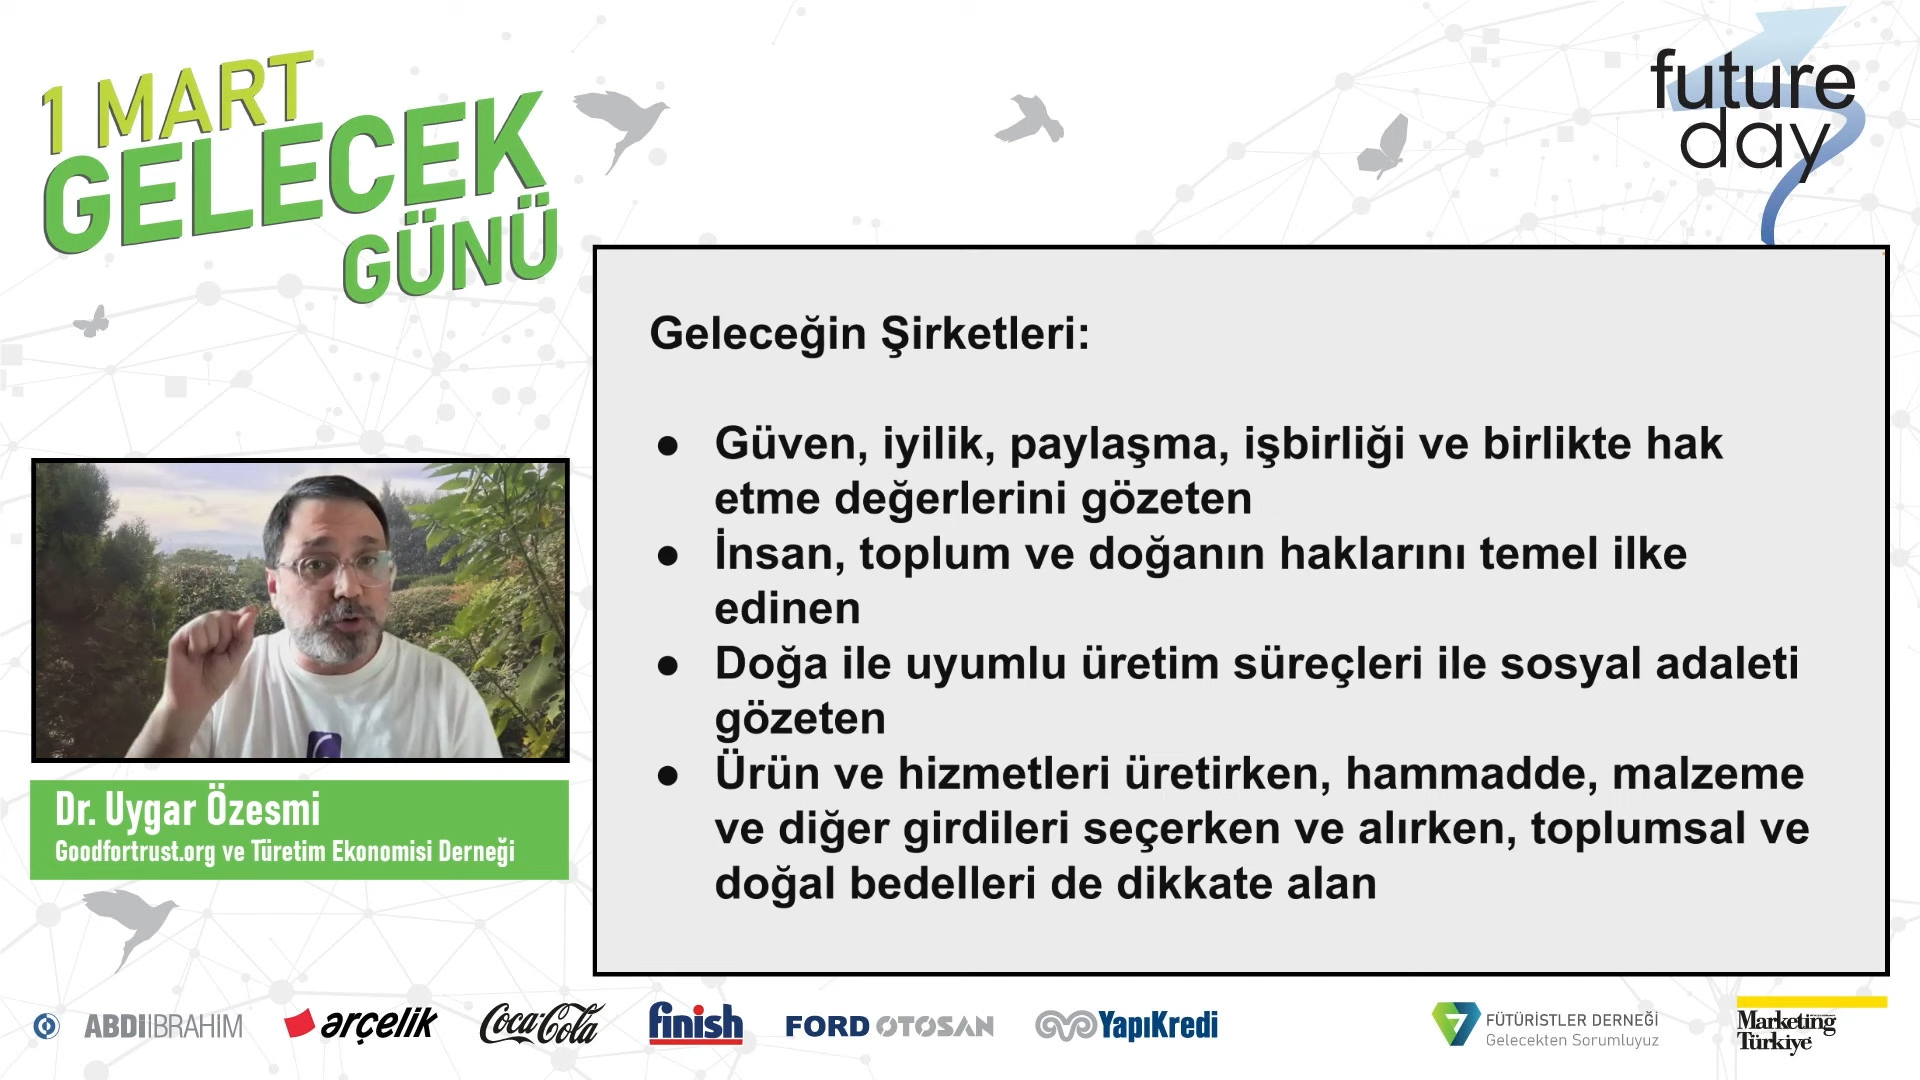 1 MART
GELECEK
GÜNÜ
future
day
Geleceğin Şirketleri:
● Güven, iyilik, paylaşma, işbirliği ve birlikte hak
etme değerlerini gözeten
● İnsan, toplum ve doğanın haklarını temel ilke
edinen
● Doğa ile uyumlu üretim süreçleri ile sosyal adaleti
gözeten
● Ürün ve hizmetleri üretirken, hammadde, malzeme
ve diğer girdileri seçerken ve alırken, toplumsal ve
doğal bedelleri de dikkate alan
Dr. Uygar Özesmi
Goodfortrust.org ve Türetim Ekonomisi Derneği
ABDİ İBRAHİM
arçelik
Coca-Cola
finish
FORD OTOSAN
YapıKredi
FÜTÜRİSTLER DERNEĞİ
Gelecekten Sorumluyuz
Marketing
Türkiye